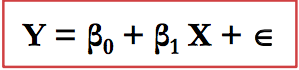 Y = β₀ + β₁ X + ∈